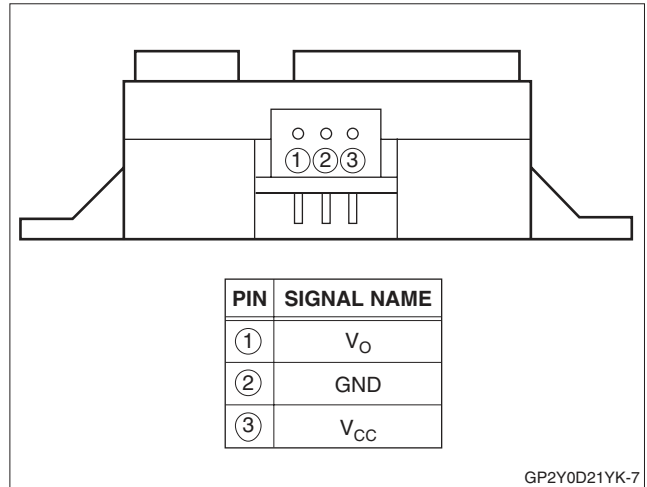 ①②③
PIN SIGNAL NAME
① VO
② GND
③ VCC
GP2Y0D21YK-7